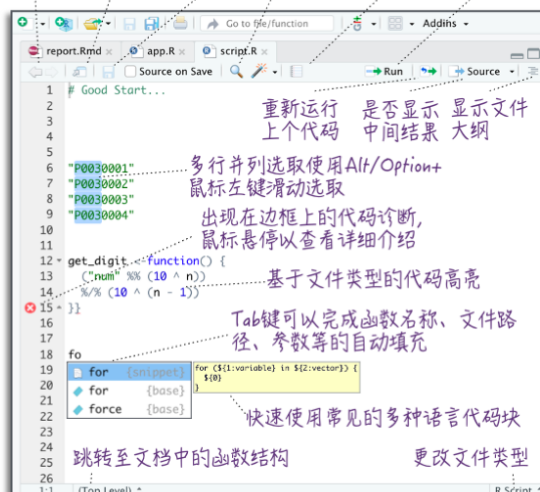 Go to file/function
Addins
report.Rmd × app.R × script.R ×
Source on Save
Run
Source
1 # Good Start...
2
重新运行 是否显示 显示文件
3
上个代码 中间结果 大纲
4
5
6 "P0030001"
多行并列选取使用Alt/Option+
7 "P0030002"
鼠标左键滑动选取
8 "P0030003"
9 "P0030004"
出现在边框上的代码诊断,
10
鼠标悬停以查看详细介绍
11
12 get_digit <- function() {
13 ("num" %% (10 ^ n))
基于文件类型的代码高亮
14 %/% (10 ^ (n - 1))
15 }}
16
Tab键可以完成函数名称、文件路
17
径、参数等的自动填充
18 fo
19 for {snippet} for (${1:variable} in ${2:vector}) {
20 for {base} ${0}
21 force {base} }
22
快速使用常见的多种语言代码块
23
24
25
跳转至文档中的函数结构 更改文件类型
26
1:1 (Top Level) R Script